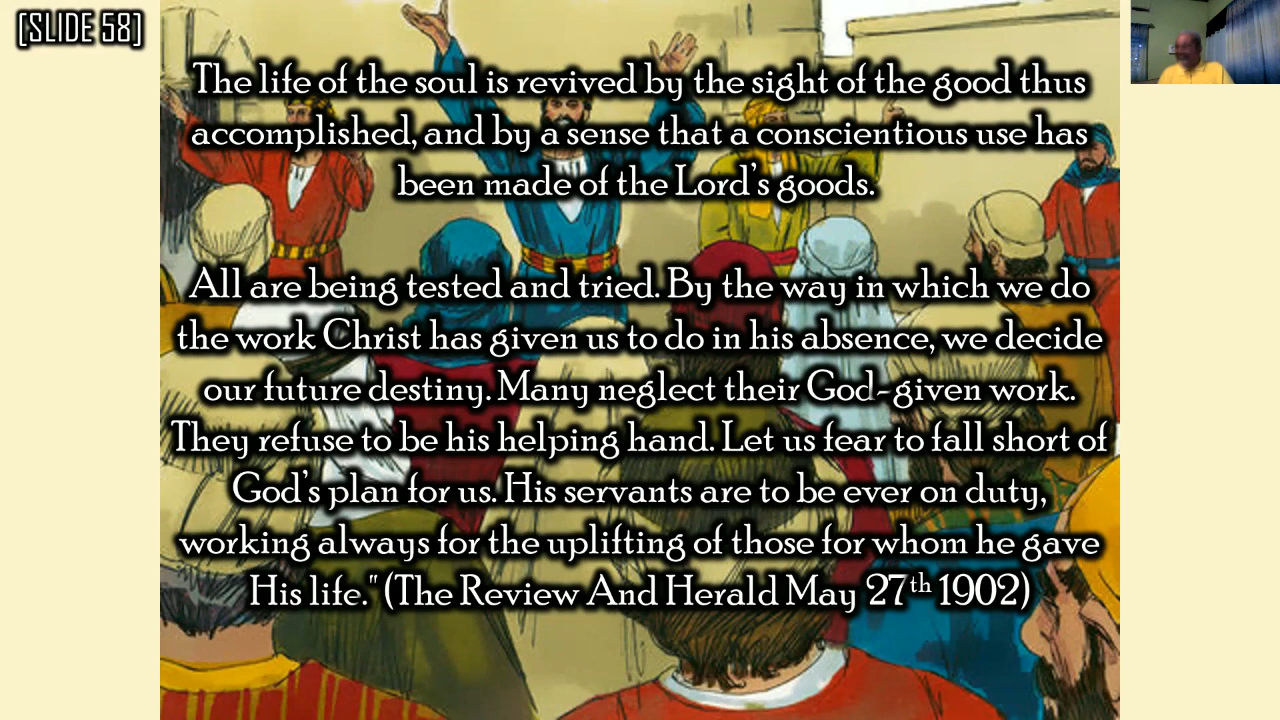 [SLIDE 58]
The life of the soul is revived by the sight of the good thus
accomplished, and by a sense that a conscientious use has
been made of the Lord's goods.
All are being tested and tried. By the way in which we do
the work Christ has given us to do in his absence, we decide
our future destiny. Many neglect their God-given work.
They refuse to be his helping hand. Let us fear to fall short of
God's plan for us. His servants are to be ever on duty,
working always for the uplifting of those for whom he gave
His life." (The Review And Herald May 27th 1902)